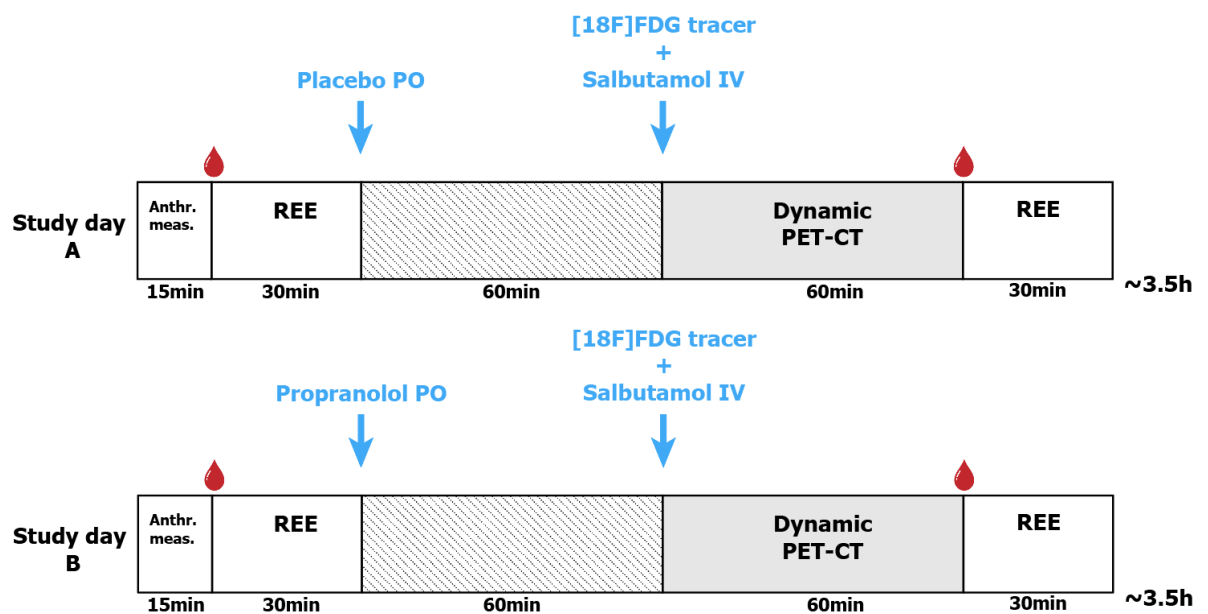 [18F]FDG tracer
+
Placebo PO
Salbutamol IV
Study day
A
Anthr.
meas.
REE
Dynamic
PET-CT
REE
15min
30min
60min
60min
30min
~3.5h
[18F]FDG tracer
+
Propranolol PO
Salbutamol IV
Study day
B
Anthr.
meas.
REE
Dynamic
PET-CT
REE
15min
30min
60min
60min
30min
~3.5h